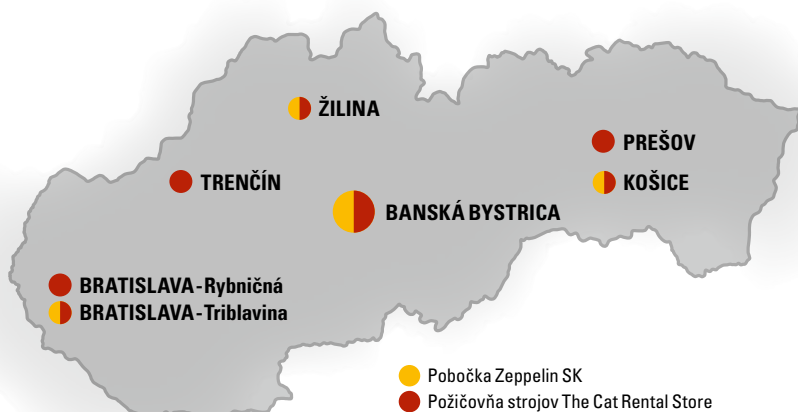 ŽILINA
PREŠOV
TRENČÍN
KOŠICE
BANSKÁ BYSTRICA
BRATISLAVA-Rybničná
BRATISLAVA-Triblavina
Pobočka Zeppelin SK
Požičovňa strojov The Cat Rental Store